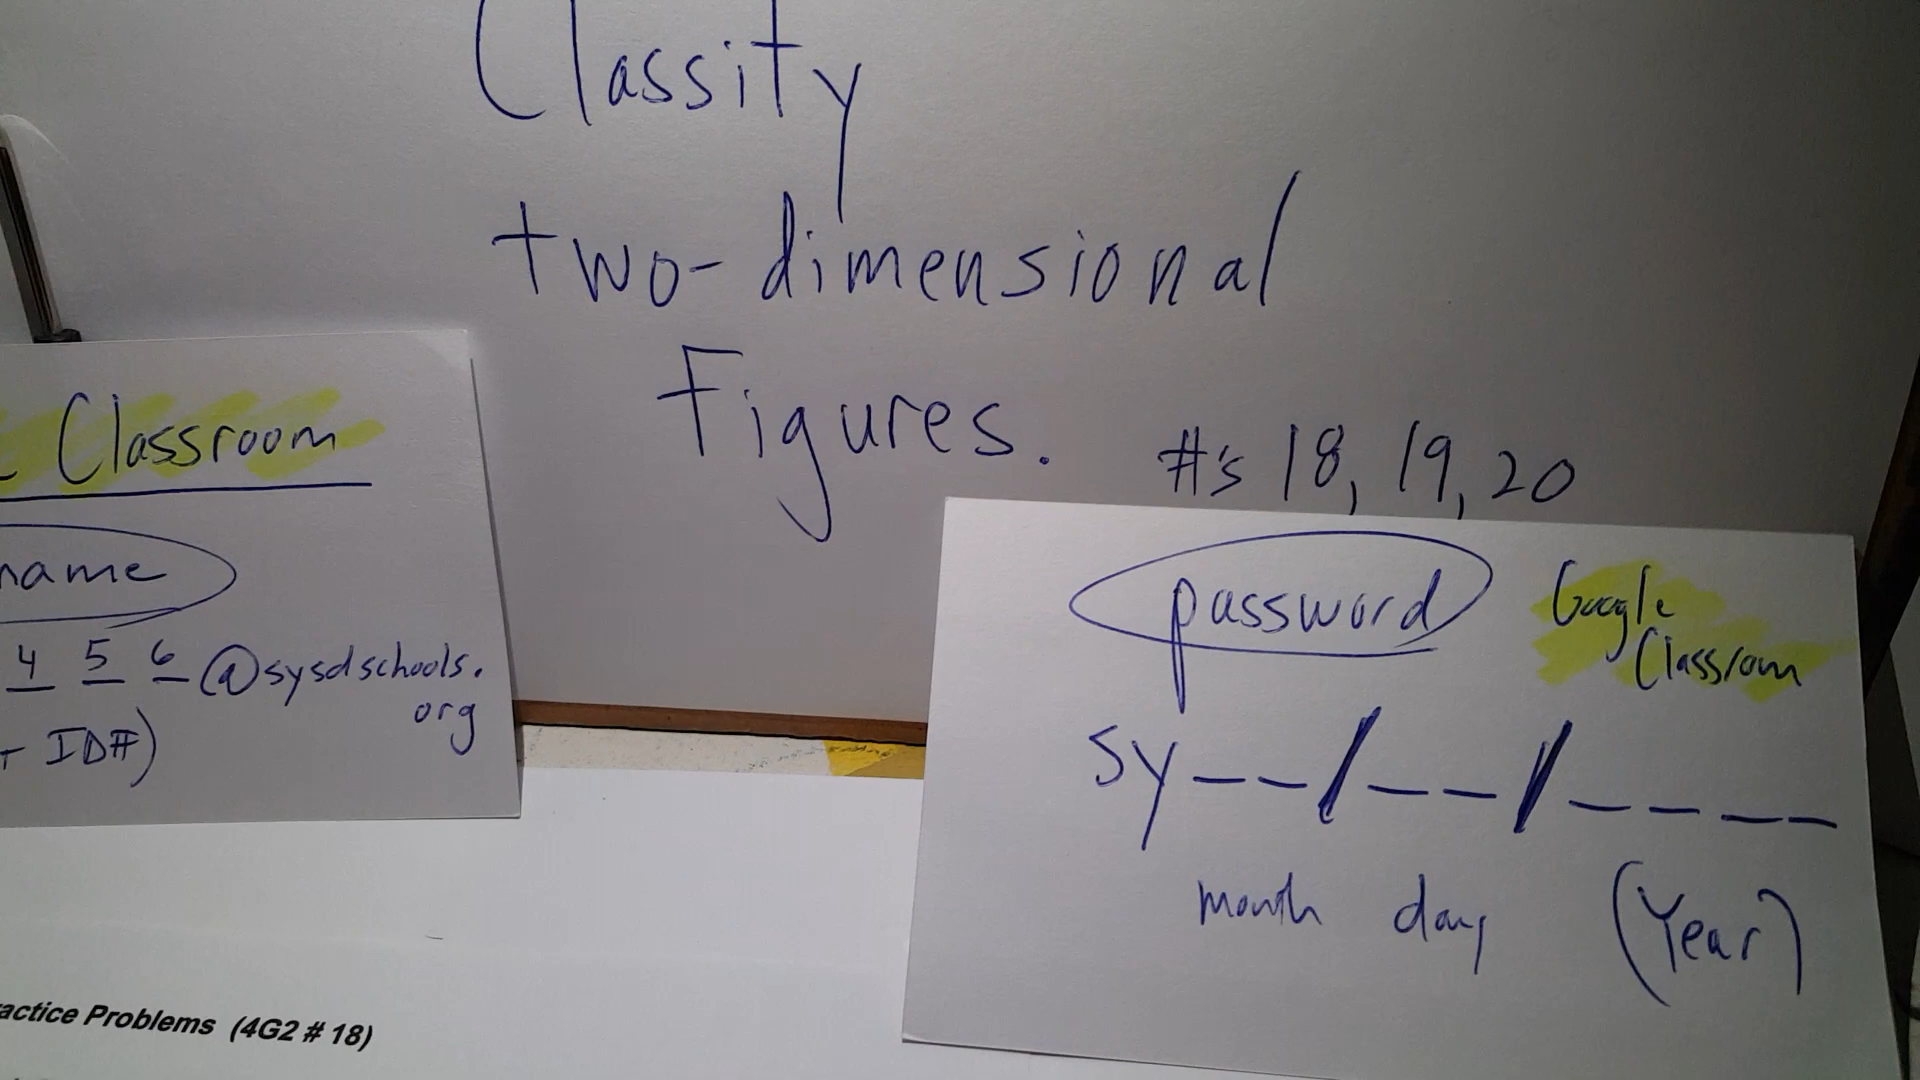 Classify
two-dimensional
Figures.
#'s 18, 19, 20
Classroom
name
4 5 6 @sysdschools.
org
ID#)
password
Google
Classroom
sy__/__/____
month day (Year)
actice Problems (4G2 # 18)